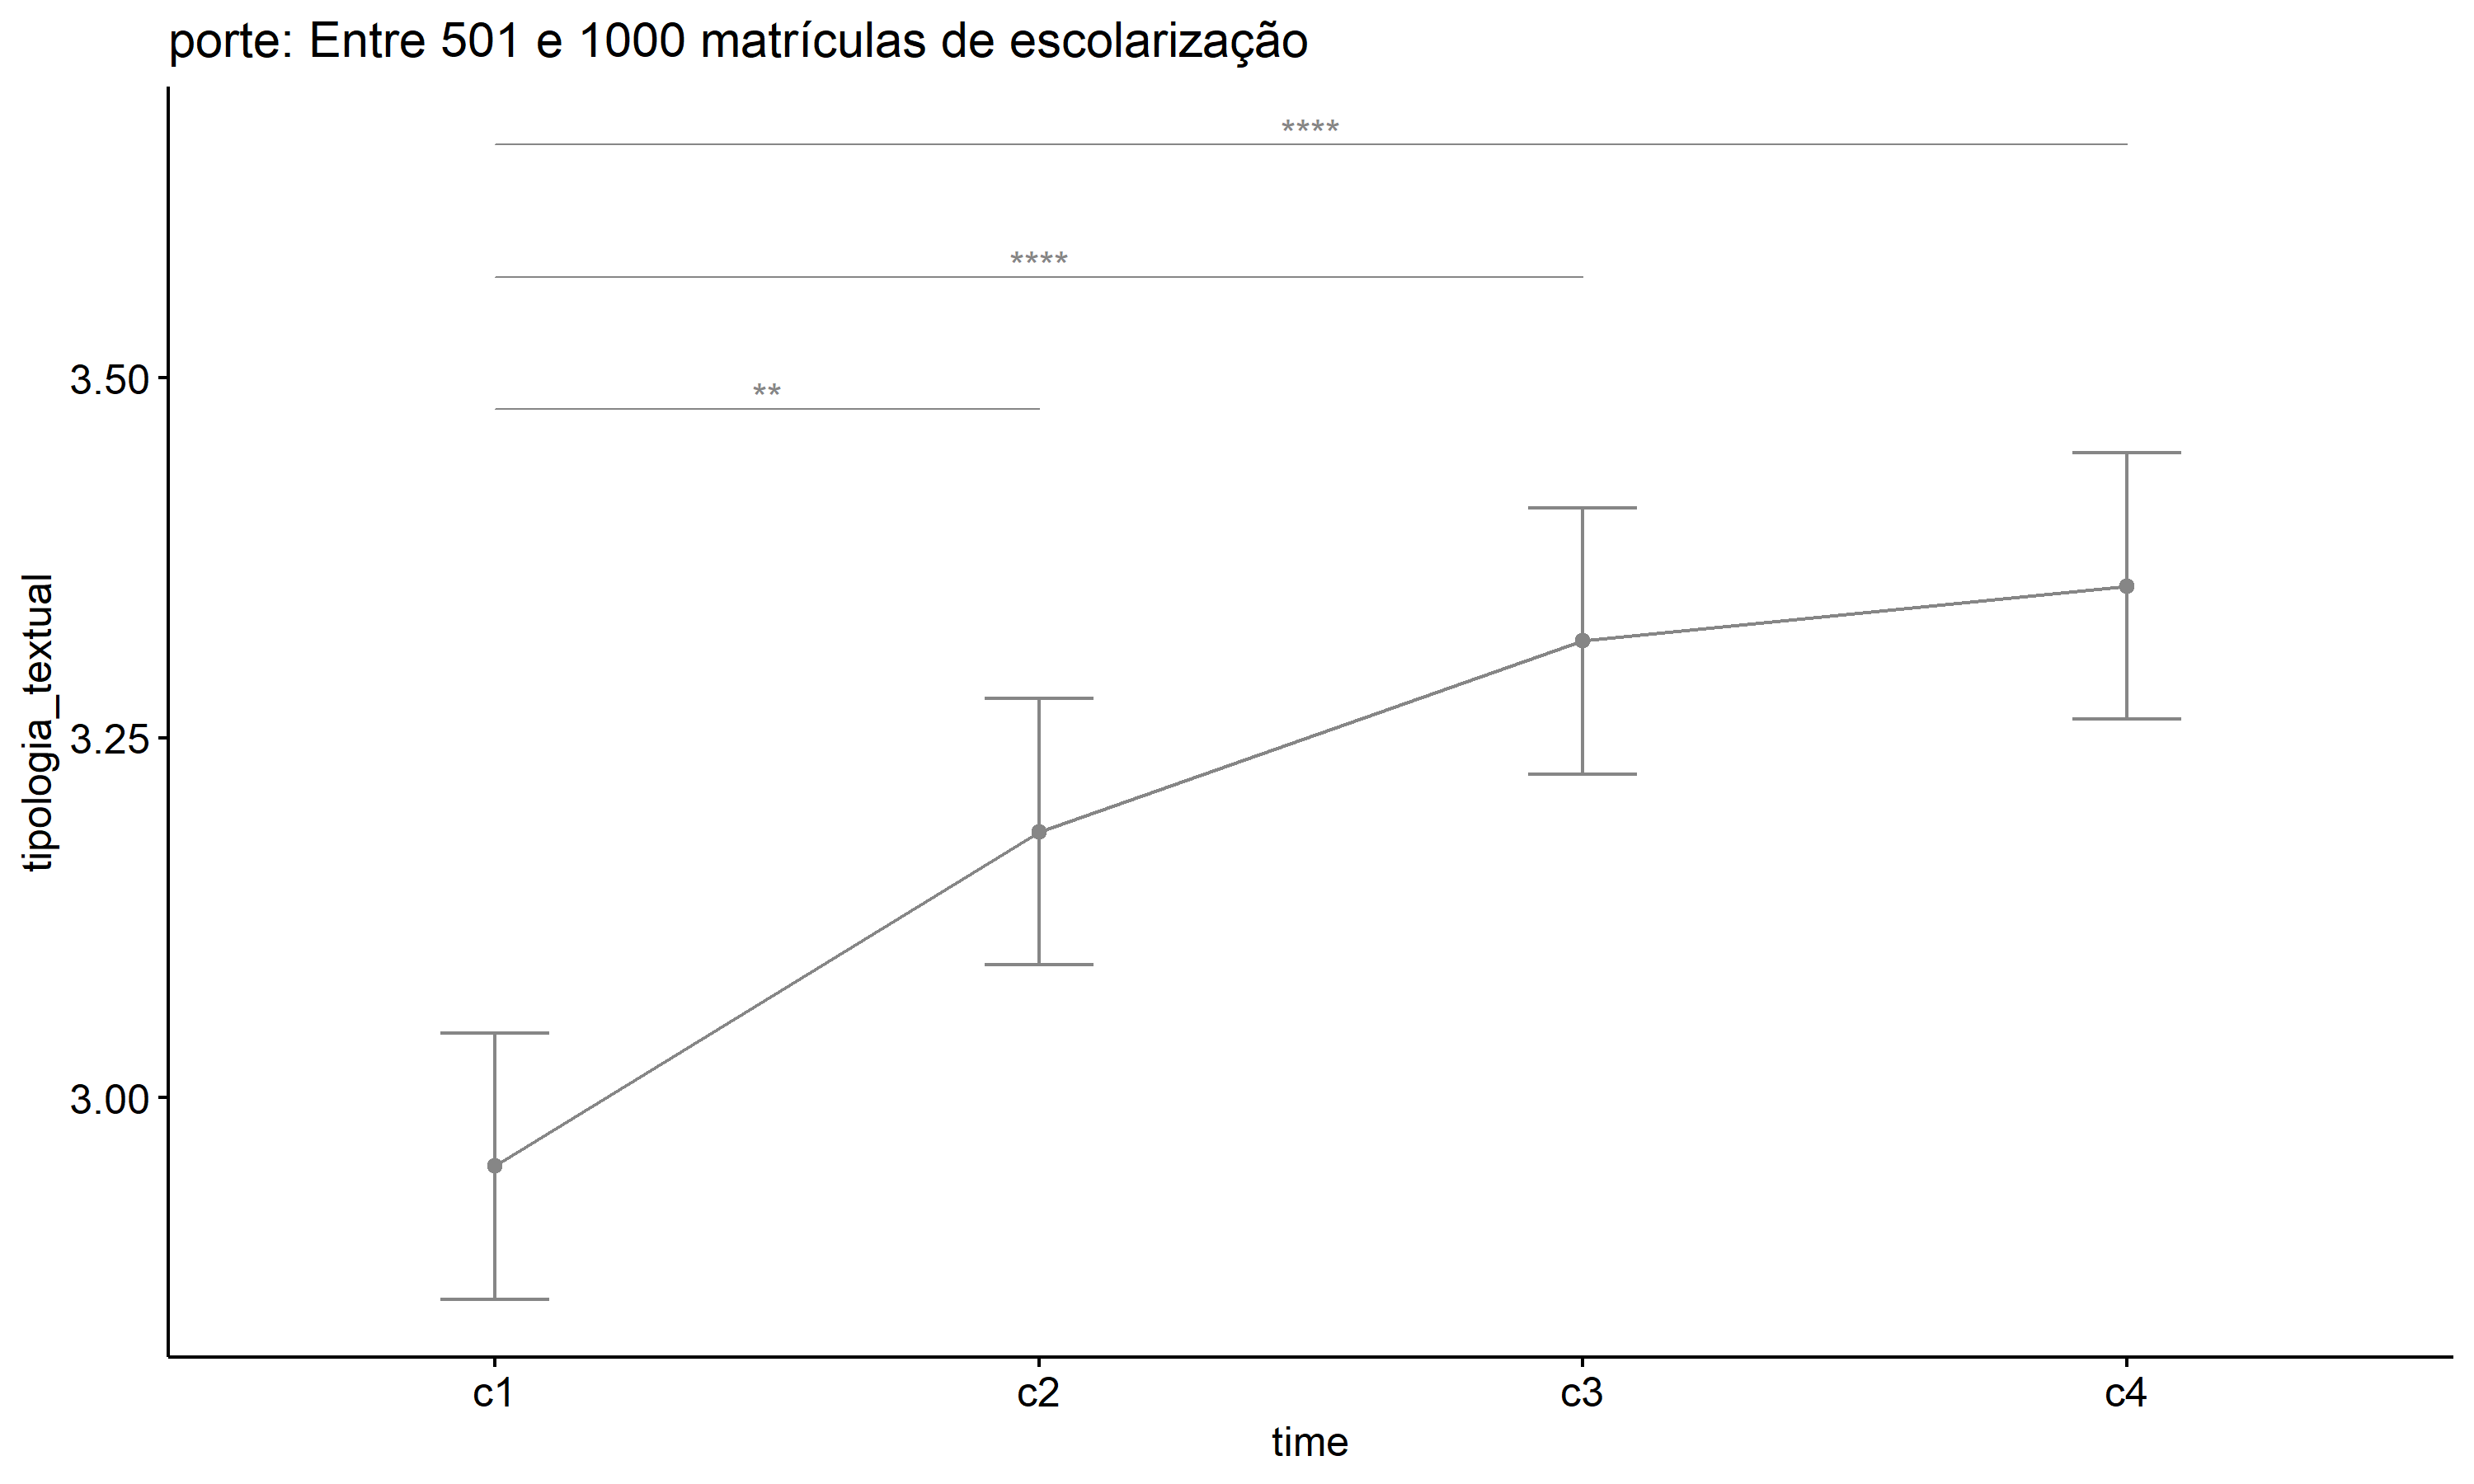 porte: Entre 501 e 1000 matrículas de escolarização
****
****
**
3.50
3.25
3.00
tipologia_textual
c1 c2 c3 c4
time